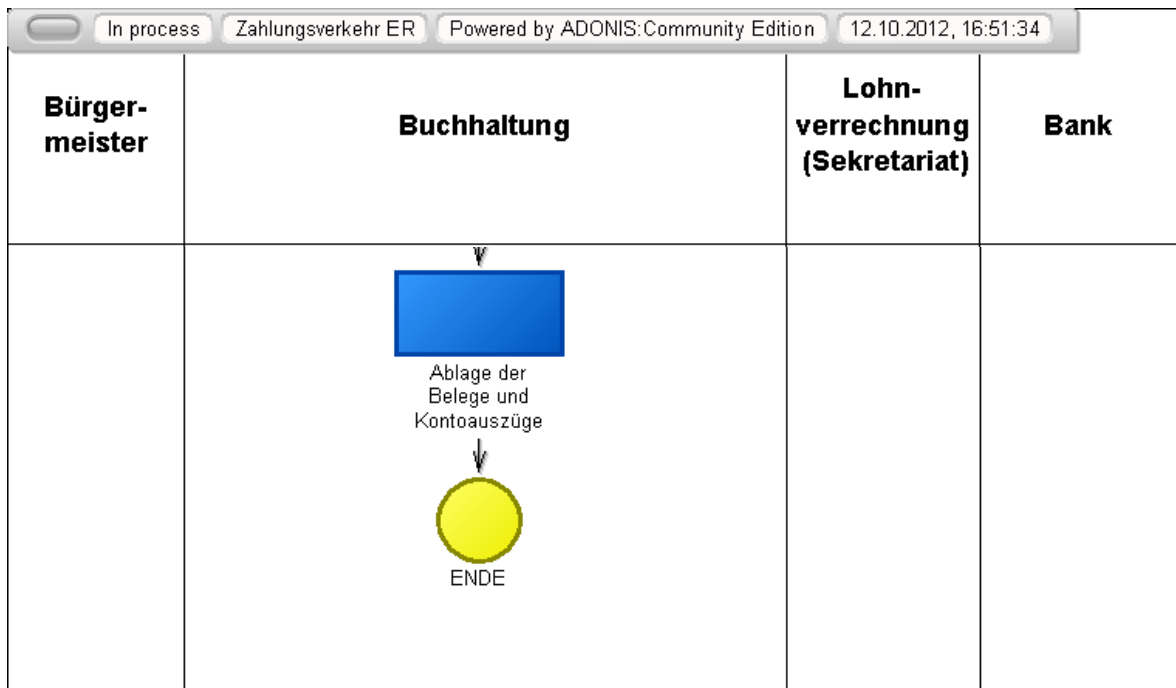 In process Zahlungsverkehr ER Powered by ADONIS:Community Edition 12.10.2012, 16:51:34
Bürger-
meister
Buchhaltung
Lohn-
verrechnung
(Sekretariat)
Bank
Ablage der
Belege und
Kontoauszüge
ENDE